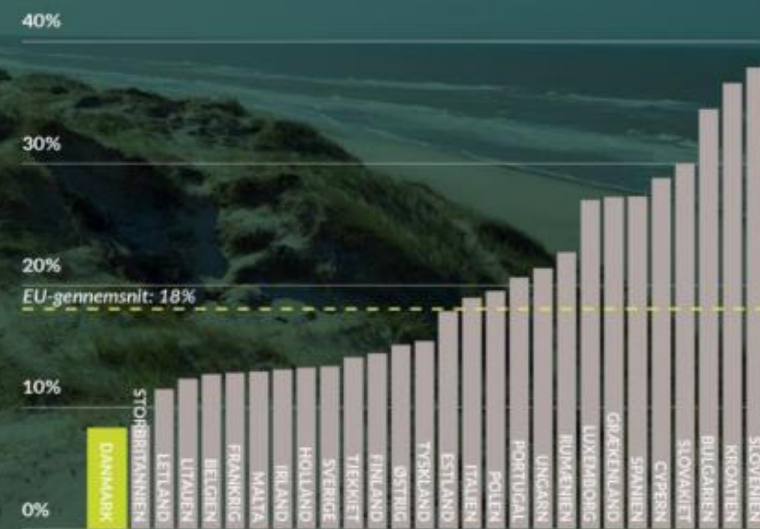 40%
30%
20%
EU-gennemsnit: 18%
10%
0%
DANMARK
STORBRITANNIEN
LETLAND
LITAUEN
BELGIEN
FRANKRIG
MALTA
IRLAND
HOLLAND
SVERIGE
TJEKKIET
FINLAND
ØSTRIG
TYSKLAND
ESTLAND
ITALIEN
POLEN
PORTUGAL
UNGARN
RUMÆNIEN
LUXEMBORG
GRÆKENLAND
SPANIEN
CYPERN
SLOVAKIET
BULGARIEN
KROATIEN
SLOVENIEN